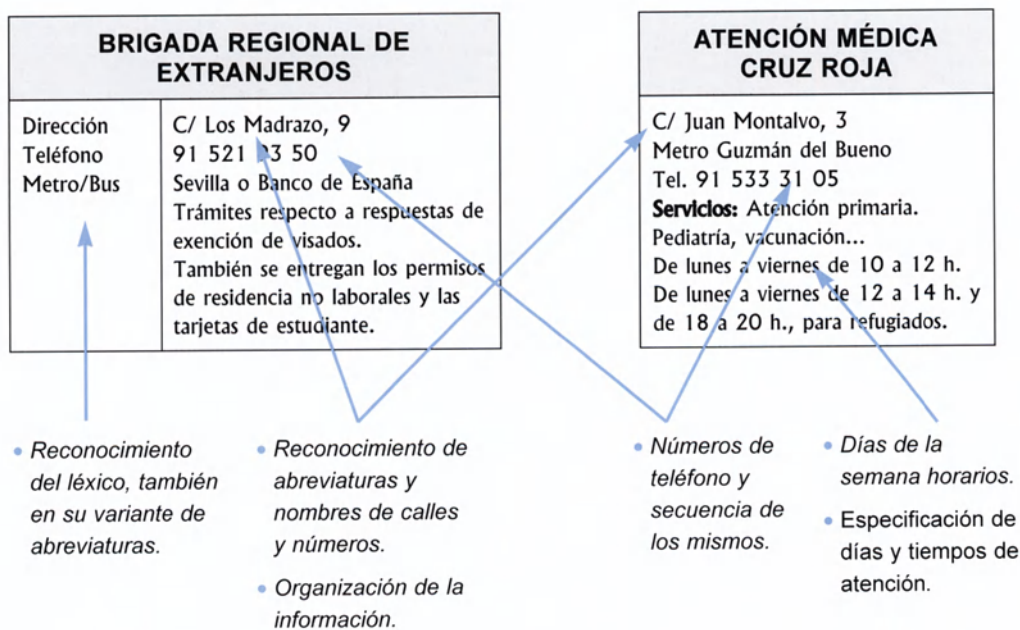 BRIGADA REGIONAL DE
EXTRANJEROS
Dirección
Teléfono
Metro/Bus
C/ Los Madrazo, 9
91 521 93 50
Sevilla o Banco de España
Trámites respecto a respuestas de
exención de visados.
También se entregan los permisos
de residencia no laborales y las
tarjetas de estudiante.
ATENCIÓN MÉDICA
CRUZ ROJA
C/ Juan Montalvo, 3
Metro Guzmán del Bueno
Tel. 91 533 31 05
Servicios: Atención primaria.
Pediatría, vacunación...
De lunes a viernes de 10 a 12 h.
De lunes a viernes de 12 a 14 h. y
de 18 a 20 h., para refugiados.
• Reconocimiento
del léxico, también
en su variante de
abreviaturas.
• Reconocimiento de
abreviaturas y
nombres de calles
y números.
• Organización de la
información.
• Números de
teléfono y
secuencia de
los mismos.
• Días de la
semana horarios.
• Especificación de
días y tiempos de
atención.